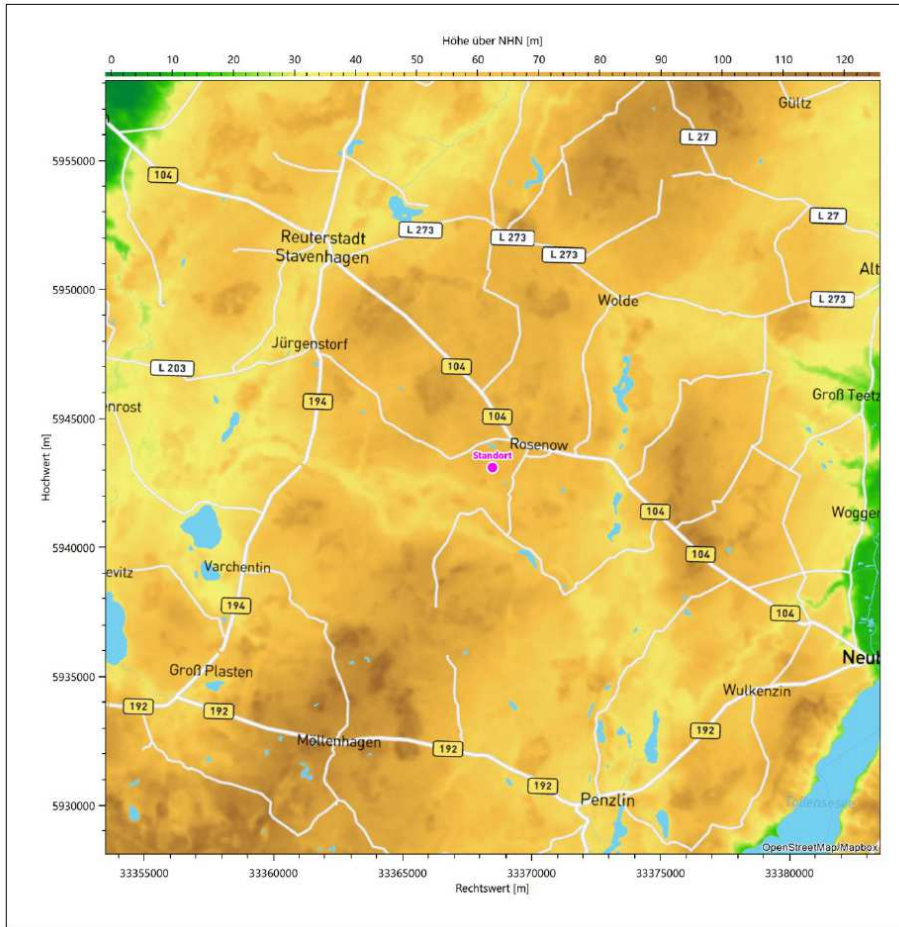 Höhe über NHN [m]
0 10 20 30 40 50 60 70 80 90 100 110 120
Gültz
L 27
5955000
104
L 27
Reuterstadt
Stavenhagen
L 273
L 273
L 273
Alt
5950000
Wolde
L 273
Jürgenstorf
L 203
104
Groß Teetz
enrost
194
5945000
104
Rosenow
Standort
Hochwert [m]
104
Wogger
5940000
104
evitz
Varchentin
194
104
Neub
5935000
Groß Plasten
Wulkenzin
192
192
192
Möllenhagen
192
192
5930000
Penzlin
Tollensesee
OpenStreetMap/Mapbox
33355000 33360000 33365000 33370000 33375000 33380000
Rechtswert [m]